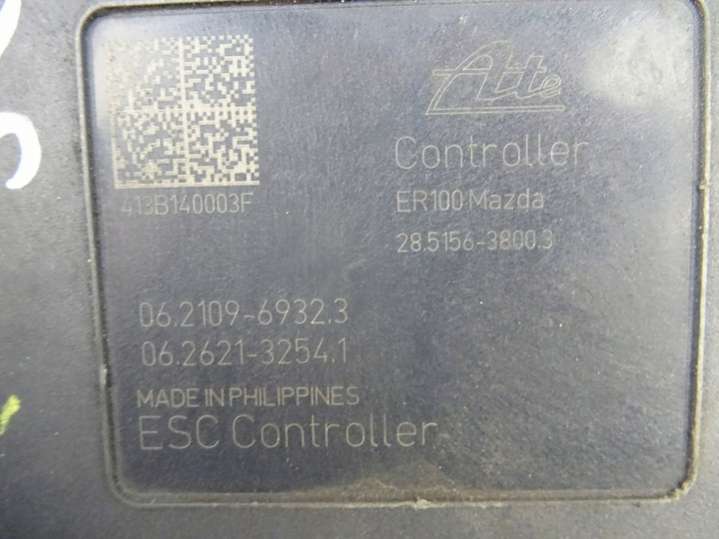 Ate
Controller
413B140003F
ER100 Mazda
28.5156-3800.3
06.2109-6932.3
06.2621-3254.1
MADE IN PHILIPPINES
ESC Controller